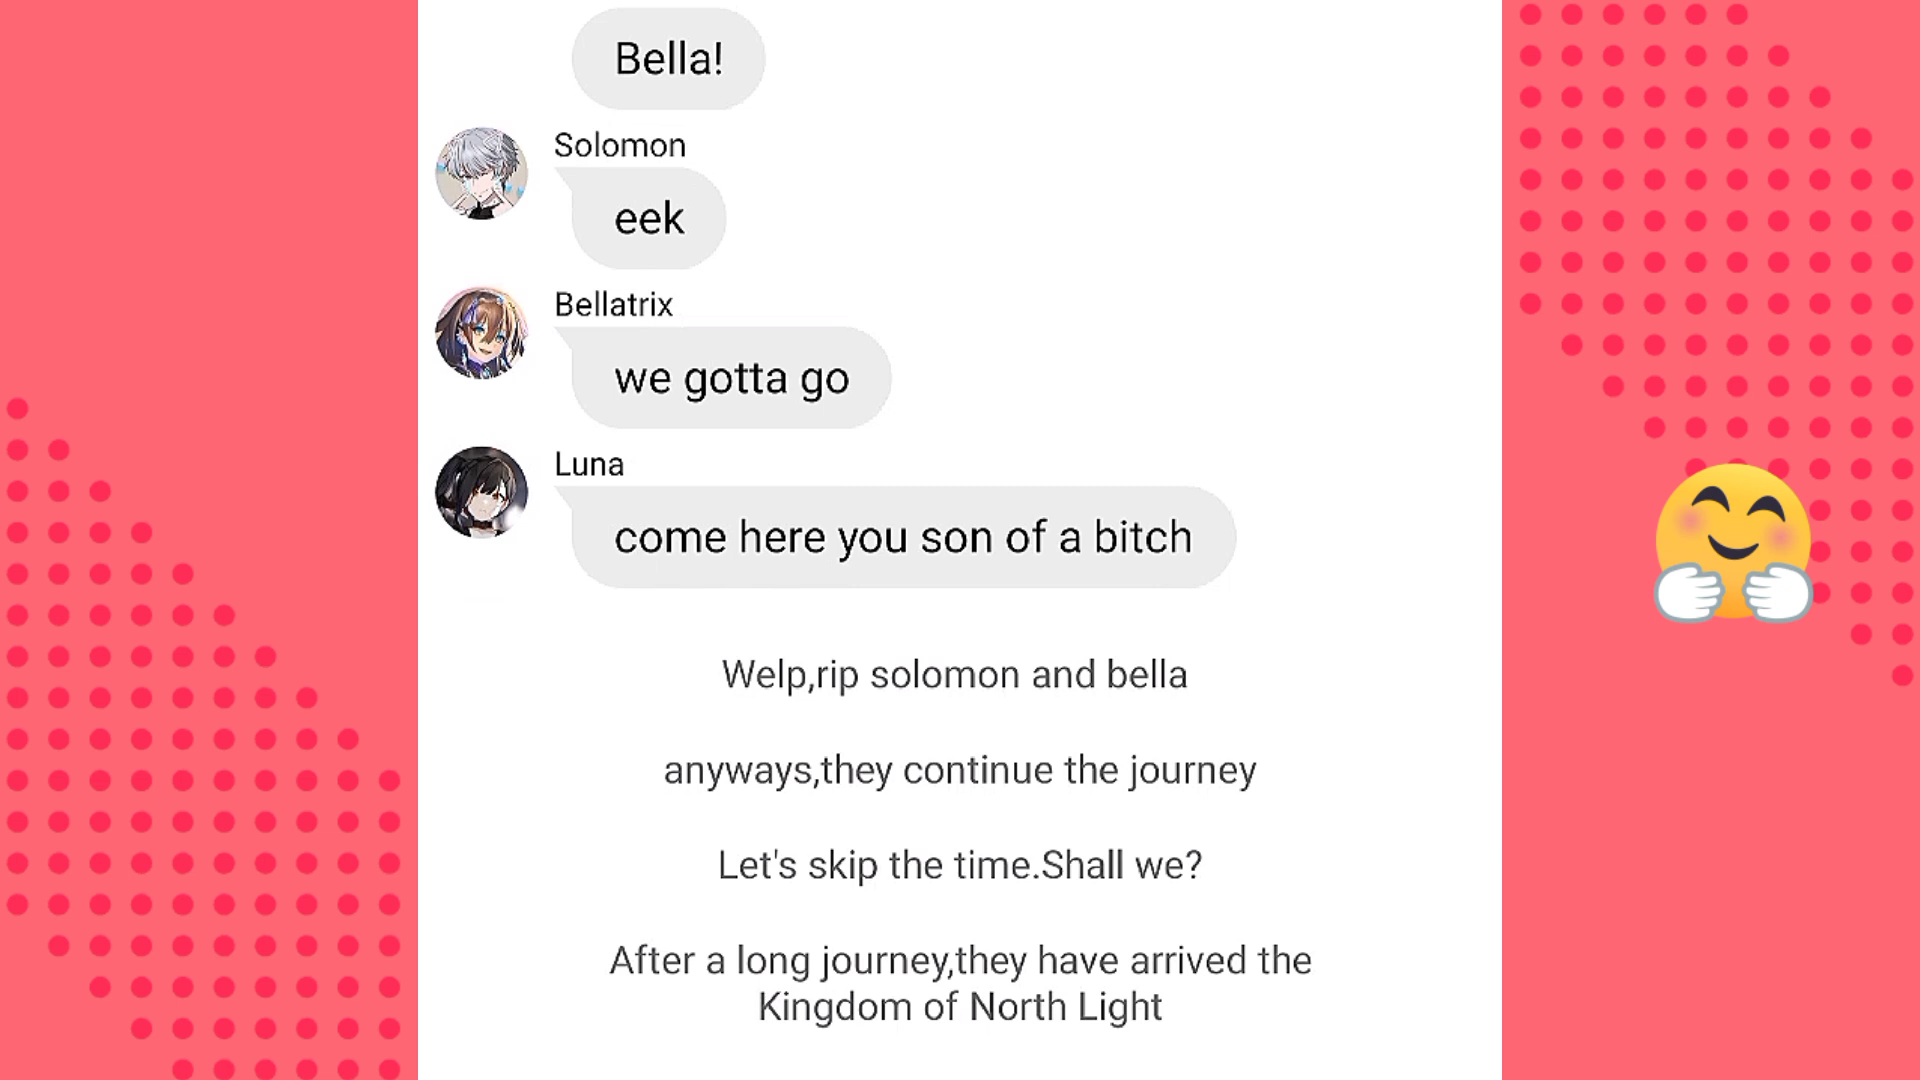 Bella!
Solomon
eek
Bellatrix
we gotta go
Luna
come here you son of a bitch
Welp,rip solomon and bella
anyways,they continue the journey
Let's skip the time.Shall we?
After a long journey,they have arrived the
Kingdom of North Light